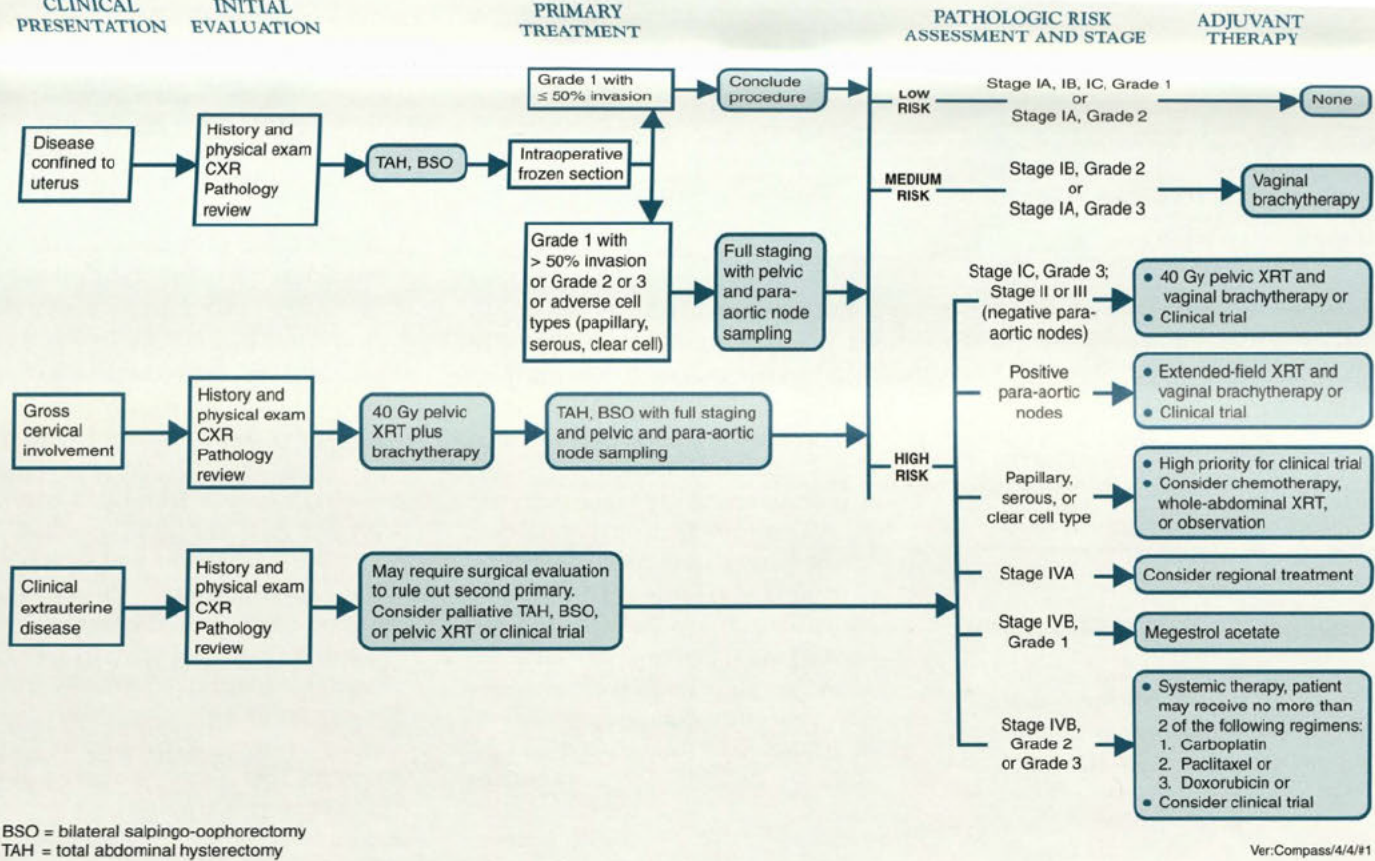 CLINICAL
PRESENTATION
INITIAL
EVALUATION
PRIMARY
TREATMENT
PATHOLOGIC RISK
ASSESSMENT AND STAGE
ADJUVANT
THERAPY
Grade 1 with
≤ 50% invasion
Conclude
procedure
LOW
RISK
Stage IA, IB, IC, Grade 1
or
Stage IA, Grade 2
None
Disease
confined to
uterus
History and
physical exam
CXR
Pathology
review
TAH, BSO
Intraoperative
frozen section
MEDIUM
RISK
Stage IB, Grade 2
or
Stage IA, Grade 3
Vaginal
brachytherapy
Grade 1 with
> 50% invasion
or Grade 2 or 3
or adverse cell
types (papillary,
serous, clear cell)
Full staging
with pelvic
and para-
aortic node
sampling
Stage IC, Grade 3;
Stage II or III
(negative para-
aortic nodes)
• 40 Gy pelvic XRT and
vaginal brachytherapy or
• Clinical trial
Positive
para-aortic
nodes
• Extended-field XRT and
vaginal brachytherapy or
• Clinical trial
Gross
cervical
involvement
History and
physical exam
CXR
Pathology
review
40 Gy pelvic
XRT plus
brachytherapy
TAH, BSO with full staging
and pelvic and para-aortic
node sampling
HIGH
RISK
Papillary,
serous, or
clear cell type
• High priority for clinical trial
• Consider chemotherapy,
whole-abdominal XRT,
or observation
Clinical
extrauterine
disease
History and
physical exam
CXR
Pathology
review
May require surgical evaluation
to rule out second primary.
Consider palliative TAH, BSO,
or pelvic XRT or clinical trial
Stage IVA
Consider regional treatment
Stage IVB,
Grade 1
Megestrol acetate
Stage IVB,
Grade 2
or Grade 3
• Systemic therapy, patient
may receive no more than
2 of the following regimens:
1. Carboplatin
2. Paclitaxel or
3. Doxorubicin or
• Consider clinical trial
BSO = bilateral salpingo-oophorectomy
TAH = total abdominal hysterectomy
Ver:Compass/4/4/#1